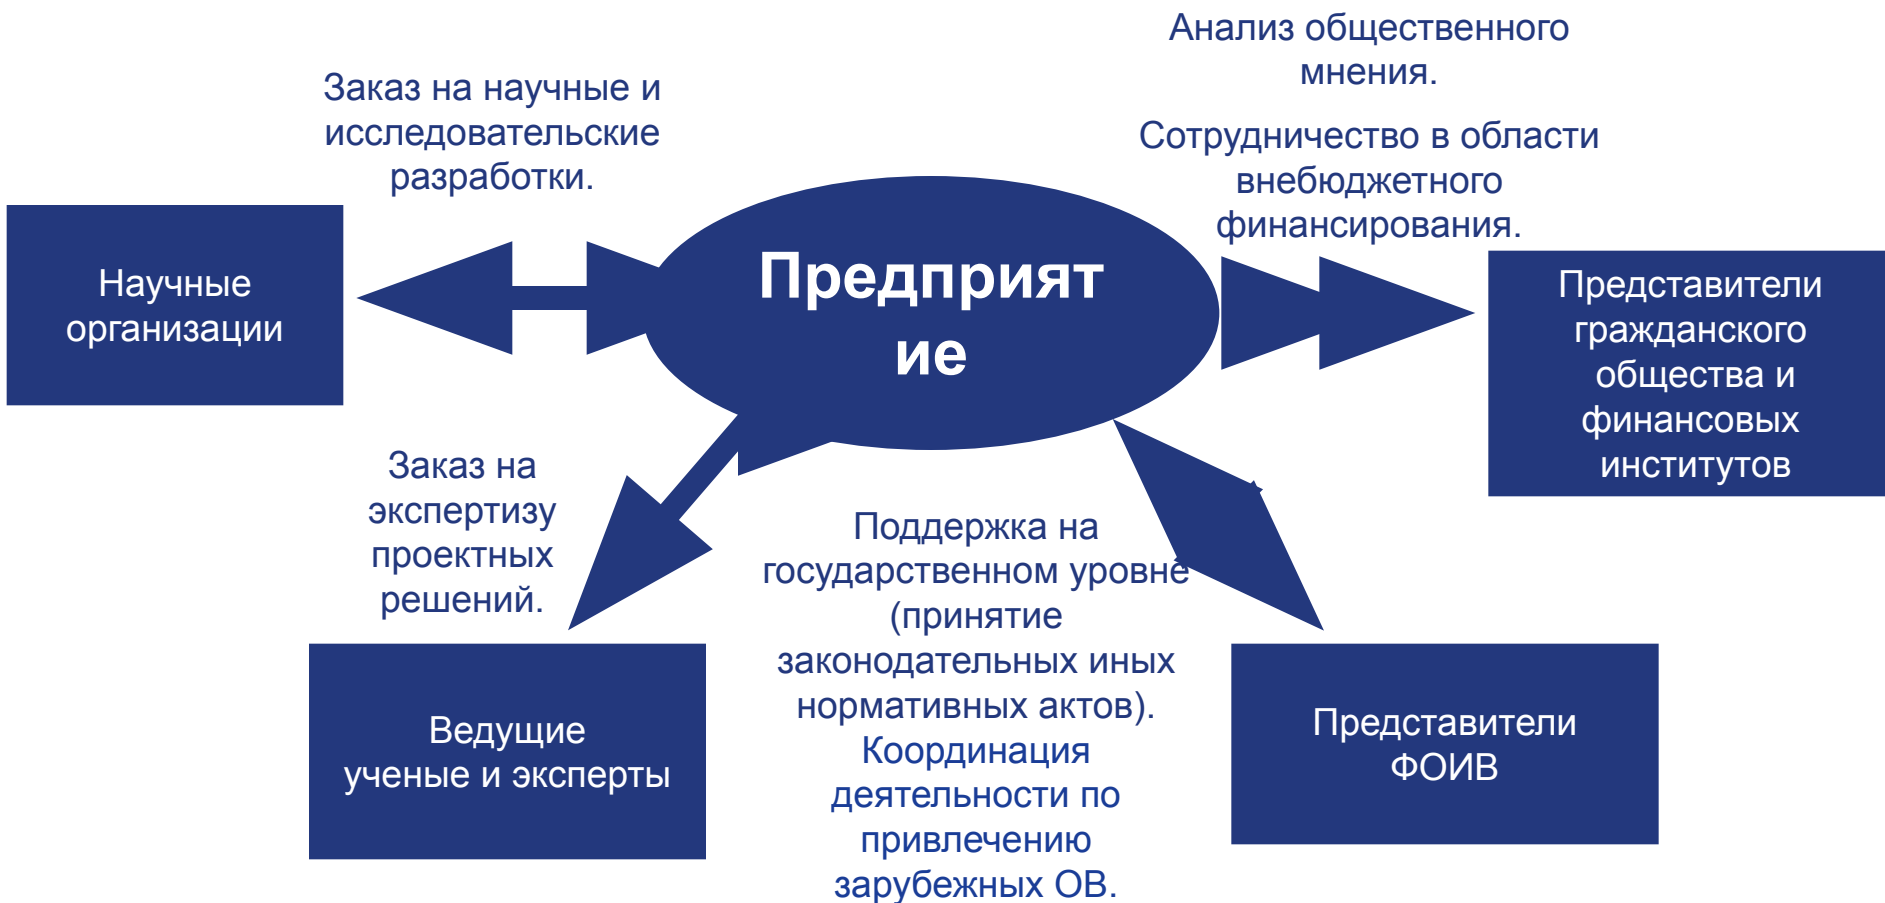 Анализ общественного
мнения.
Сотрудничество в области
внебюджетного
финансирования.
Заказ на научные и
исследовательские
разработки.
Научные
организации
Предприят
ие
Представители
гражданского
общества и
финансовых
институтов
Заказ на
экспертизу
проектных
решений.
Поддержка на
государственном уровне
(принятие
законодательных иных
нормативных актов).
Координация
деятельности по
привлечению
зарубежных ОВ.
Ведущие
ученые и эксперты
Представители
ФОИВ